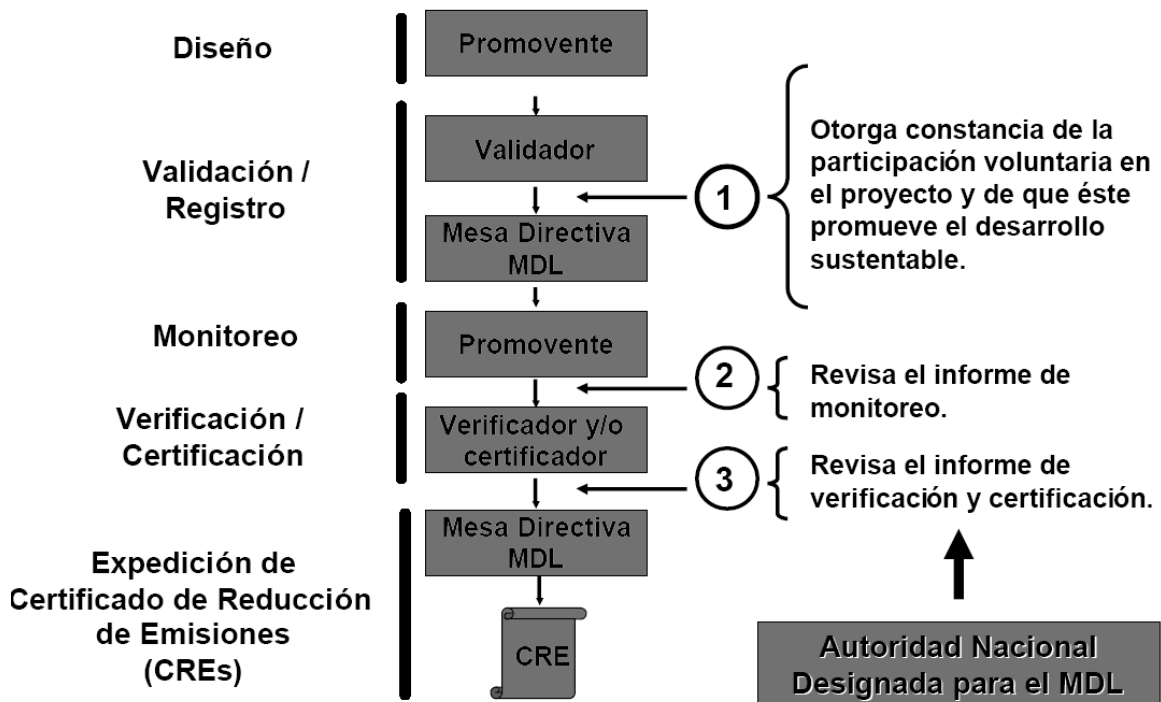 Diseño
Promovente
Validación /
Registro
Validador
Mesa Directiva
MDL
1
Otorga constancia de la
participación voluntaria en
el proyecto y de que éste
promueve el desarrollo
sustentable.
Monitoreo
Promovente
2
Revisa el informe de
monitoreo.
Verificación /
Certificación
Verificador y/o
certificador
3
Revisa el informe de
verificación y certificación.
Expedición de
Certificado de Reducción
de Emisiones
(CREs)
Mesa Directiva
MDL
CRE
Autoridad Nacional
Designada para el MDL